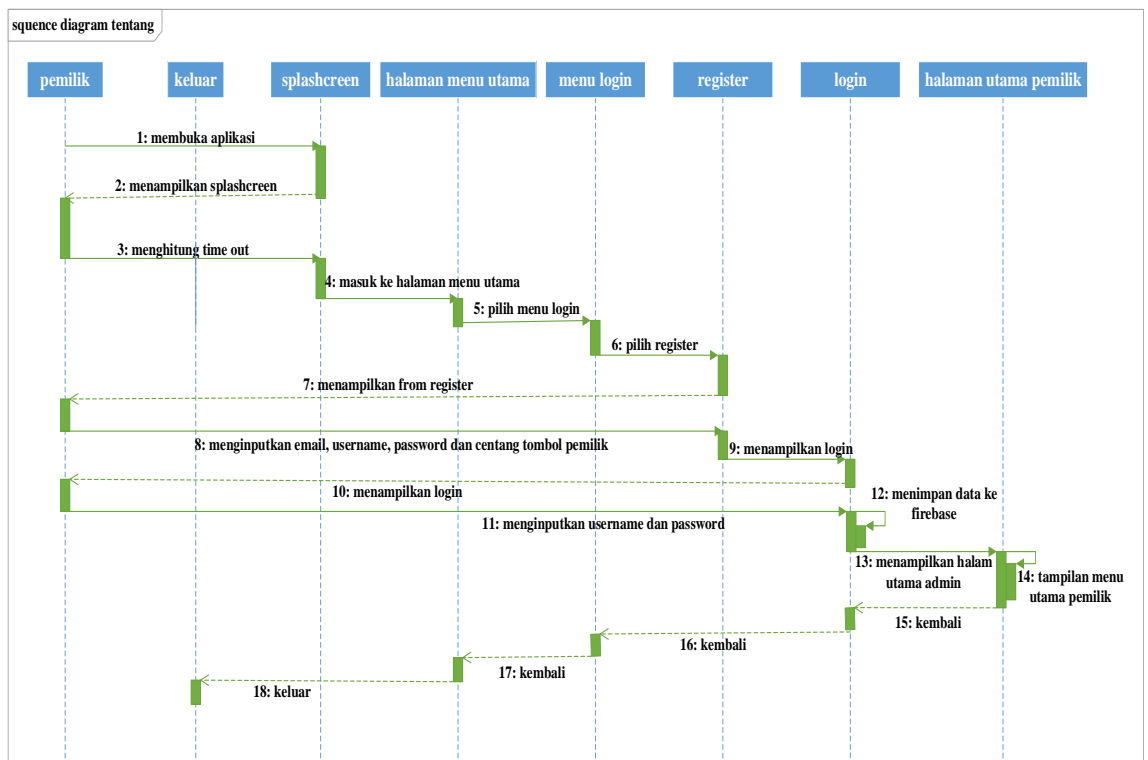 squence diagram tentang
pemilik
keluar
splashcreen
halaman menu utama
menu login
register
login
halaman utama pemilik
1: membuka aplikasi
2: menampilkan splashcreen
3: menghitung time out
4: masuk ke halaman menu utama
5: pilih menu login
6: pilih register
7: menampilkan from register
8: menginputkan email, username, password dan centang tombol pemilik
9: menampilkan login
10: menampilkan login
11: menginputkan username dan password
12: menimpan data ke
firebase
13: menampilkan halam
utama admin
14: tampilan menu
utama pemilik
15: kembali
16: kembali
17: kembali
18: keluar